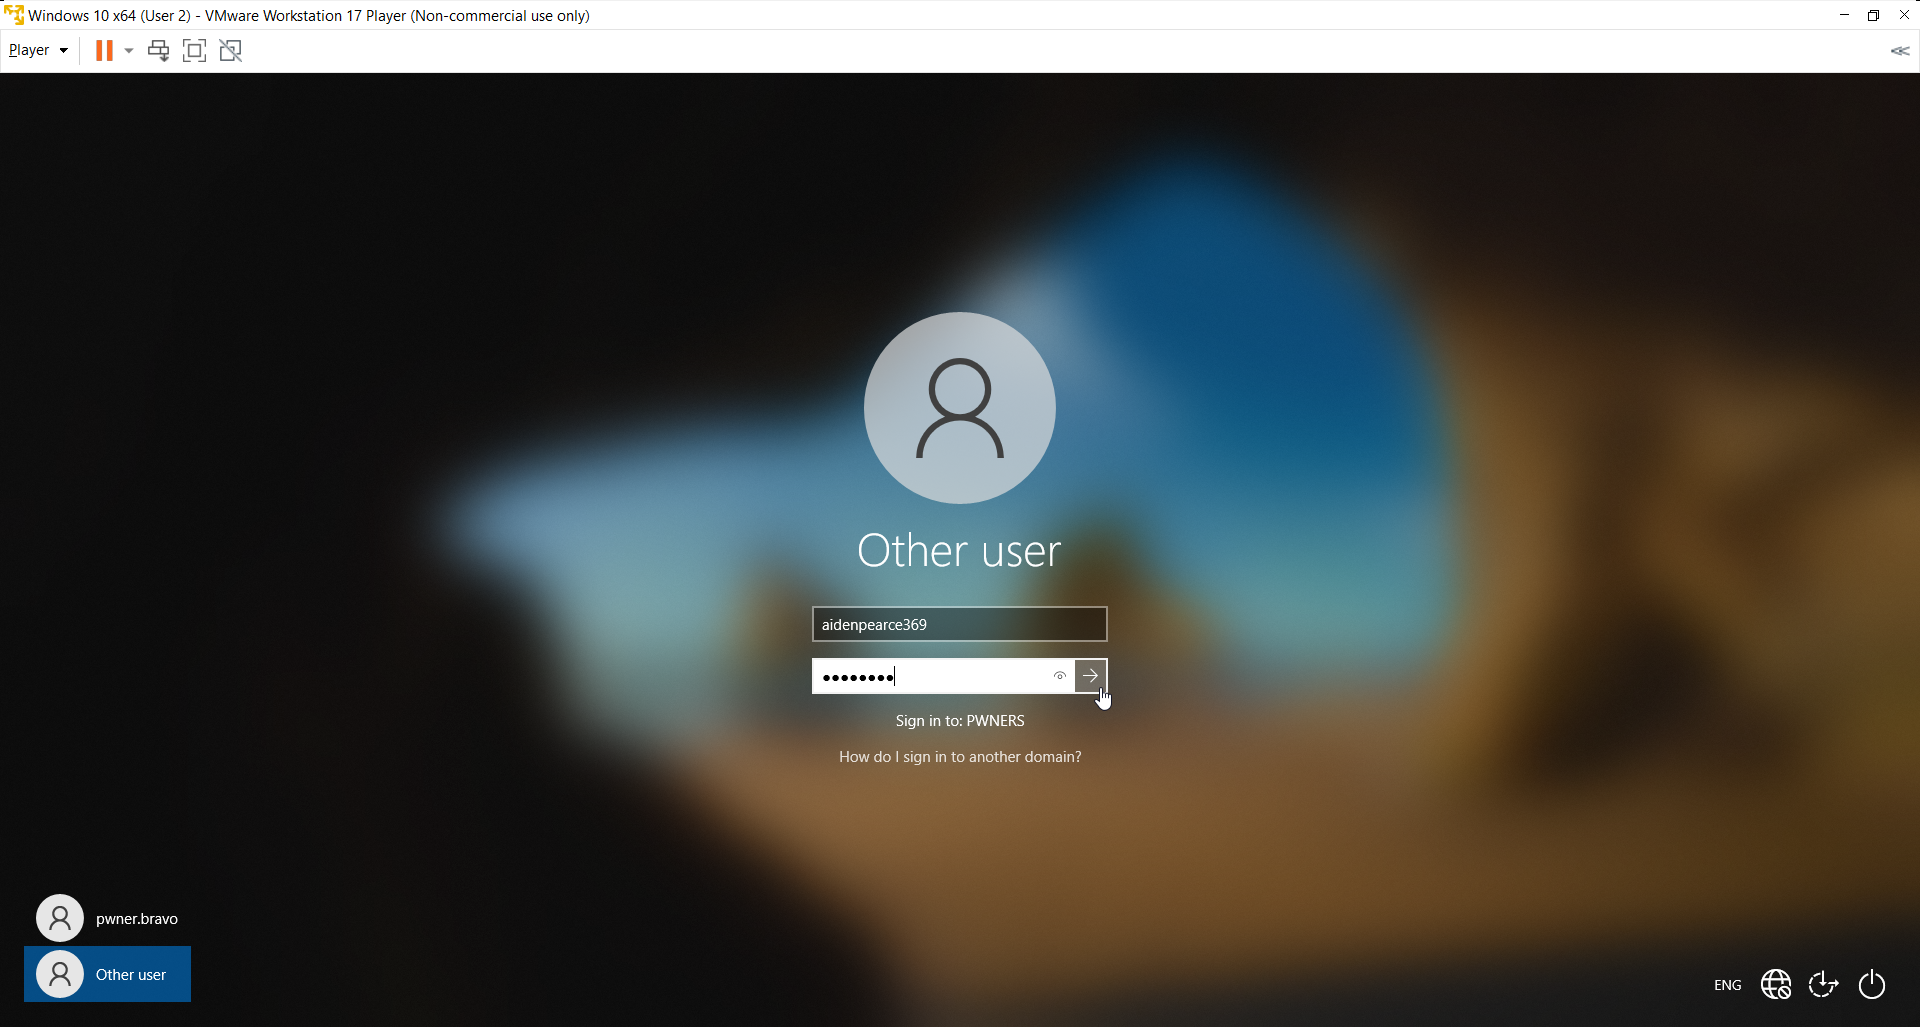 Windows 10 x64 (User 2) - VMware Workstation 17 Player (Non-commercial use only)
Player
Other user
aidenpearce369
Sign in to: PWNERS
How do I sign in to another domain?
pwner.bravo
Other user
ENG